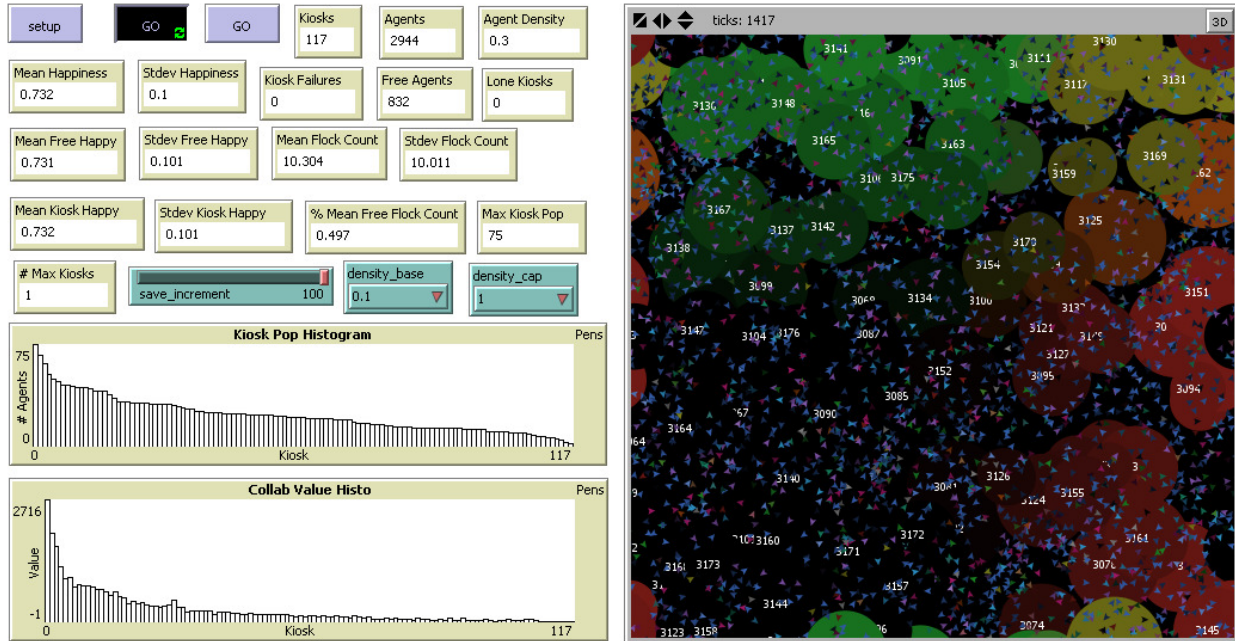 setup
GO
GO
Kiosks
117
Agents
2944
Agent Density
0.3
Mean Happiness
0.732
Stdev Happiness
0.1
Kiosk Failures
0
Free Agents
832
Lone Kiosks
0
Mean Free Happy
0.731
Stdev Free Happy
0.101
Mean Flock Count
10.304
Stdev Flock Count
10.011
Mean Kiosk Happy
0.732
Stdev Kiosk Happy
0.101
% Mean Free Flock Count
0.497
Max Kiosk Pop
75
# Max Kiosks
1
save_increment 100
density_base
0.1
density_cap
1
Kiosk Pop Histogram Pens
75
# Agents
0
0 Kiosk 117
Collab Value Histo Pens
2716
Value
-1
0 Kiosk 117
ticks: 1417
3D
3141
3130
3091
3105
3117
3131
3148
3165
3163
3175
3169
3159
3167
3137
3142
3125
3138
3170
3154
3099
3134
3151
3147
3104
3176
3087
3121
3127
3095
3152
3085
3094
3090
3164
3140
3126
3124
3155
3160
3171
3172
3161
3168
3173
3157
3144
3123
3158
3074
3145